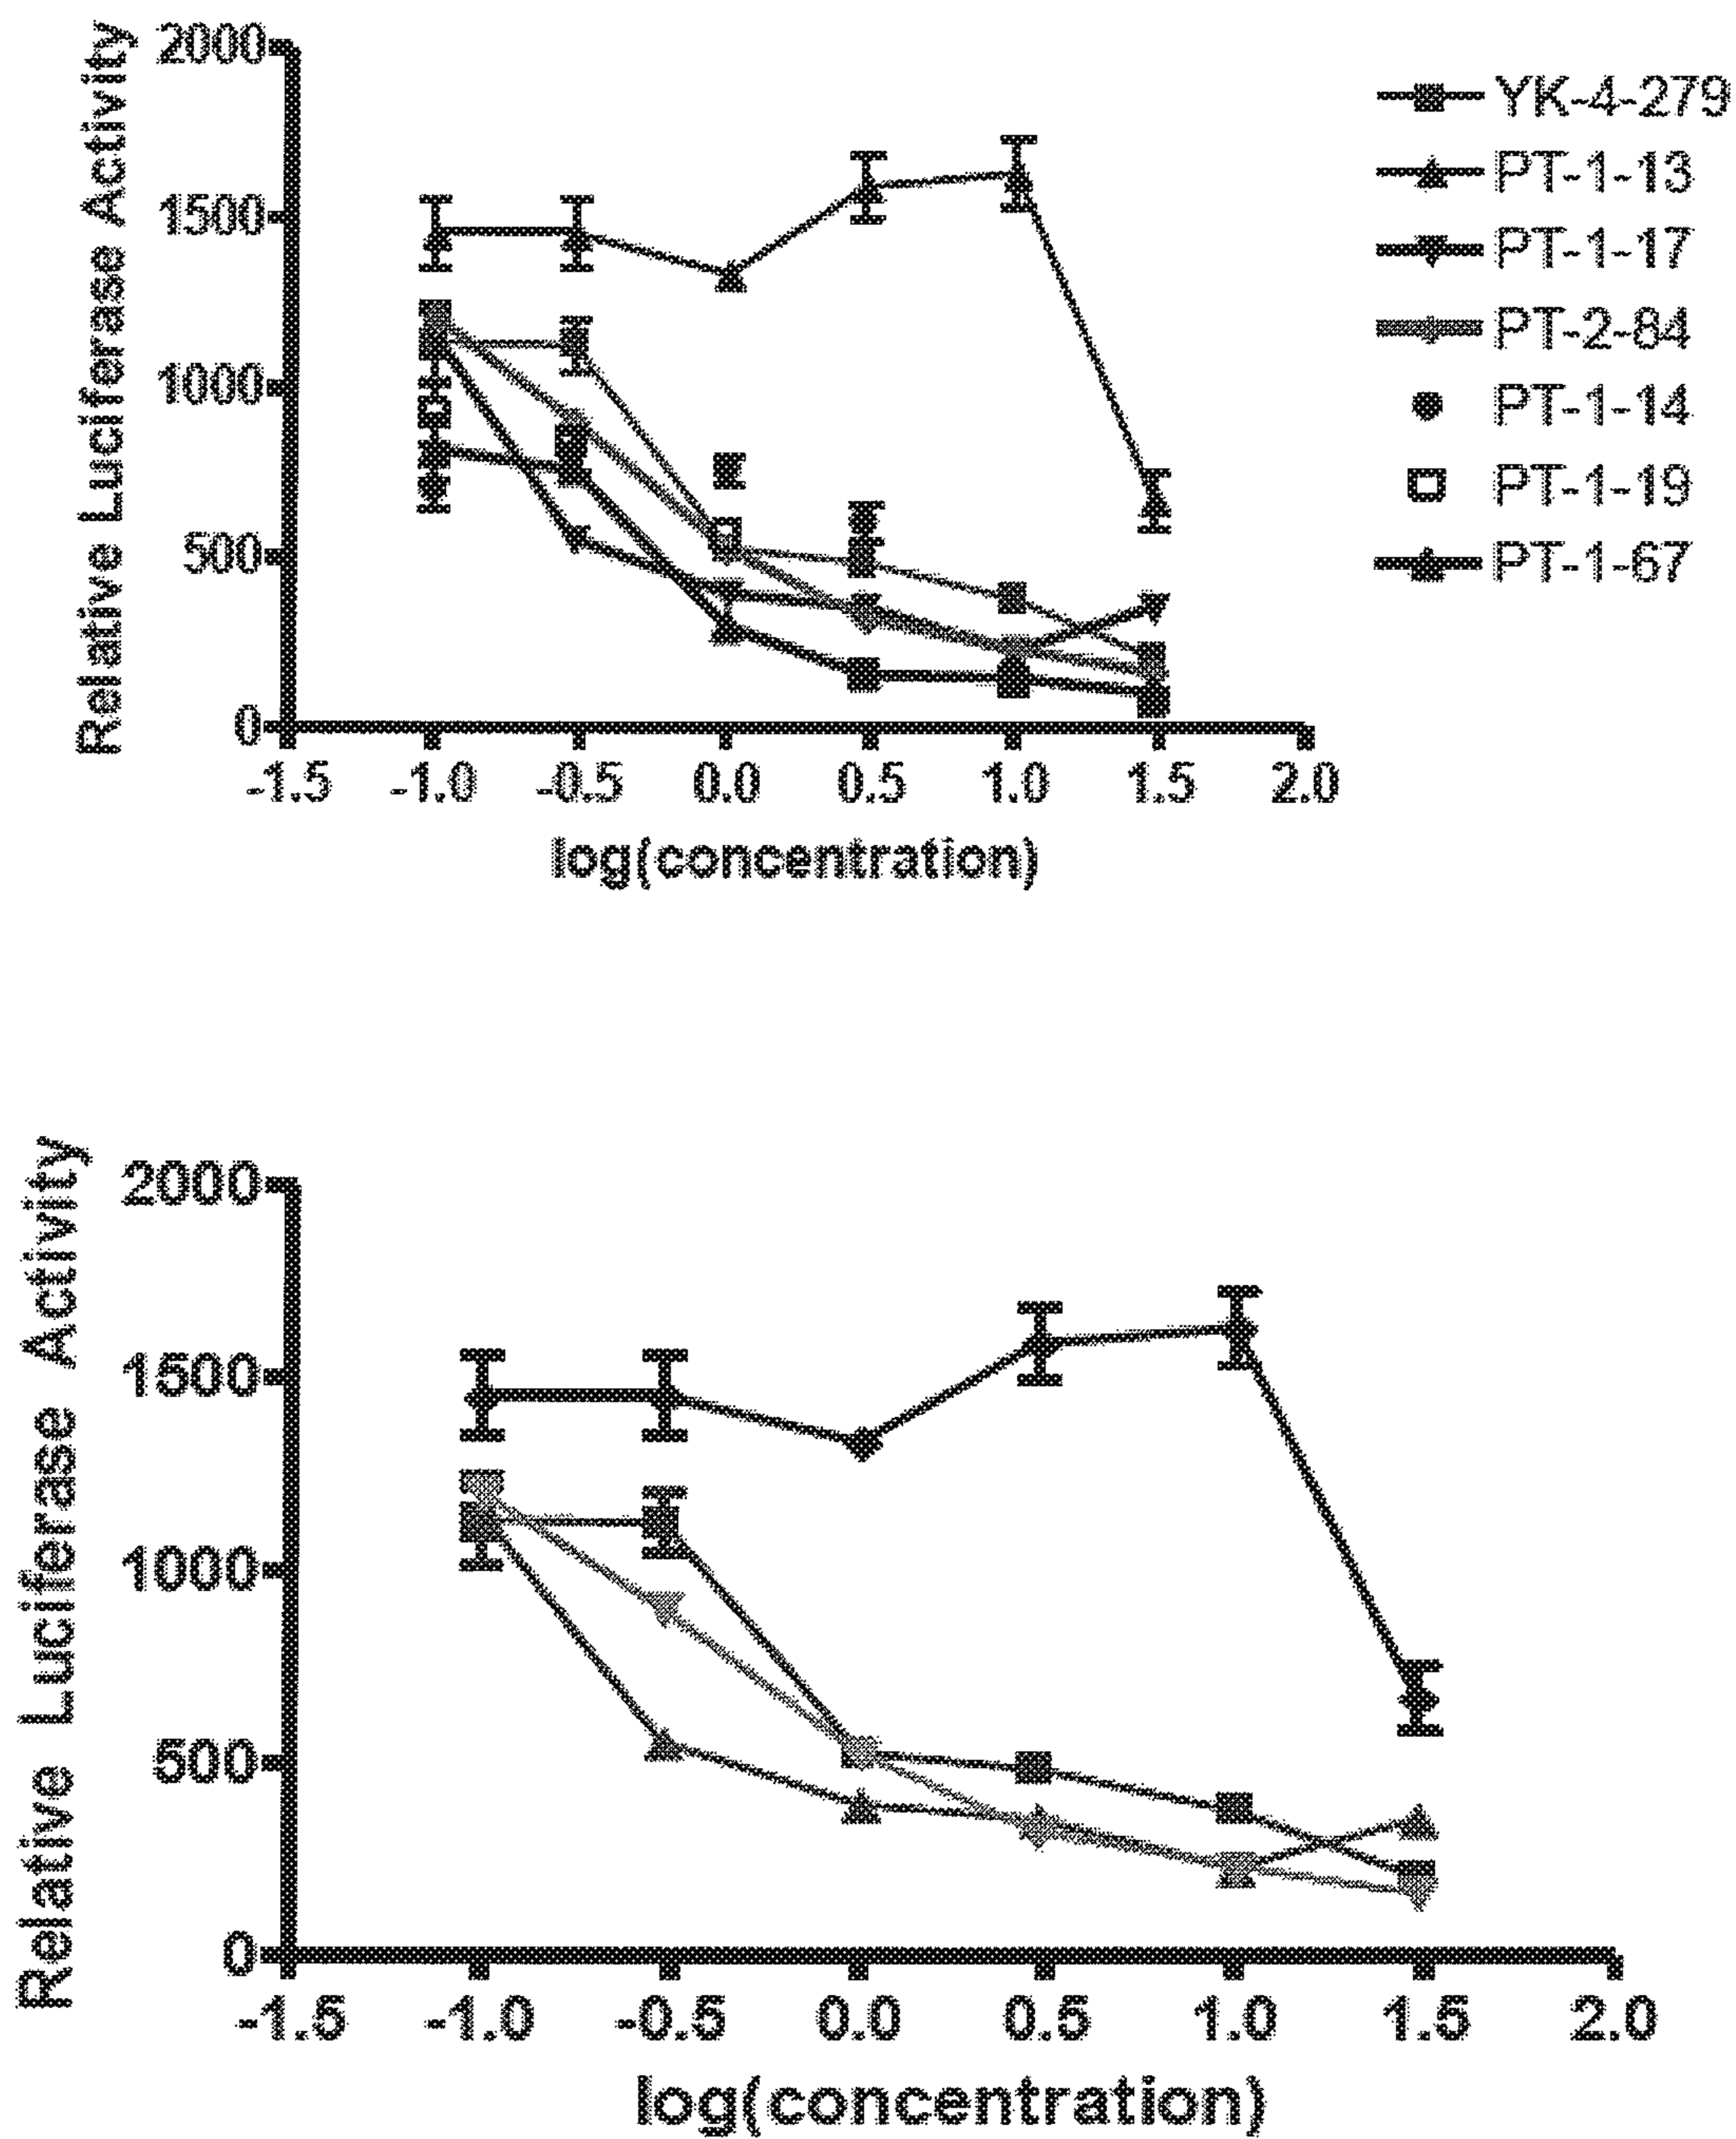 Relative Luciferase Activity
2000
1500
1000
500
0
-1.5 -1.0 -0.5 0.0 0.5 1.0 1.5 2.0
log(concentration)
YK-4-279
PT-1-13
PT-1-17
PT-2-84
PT-1-14
PT-1-19
PT-1-67
Relative Luciferase Activity
2000
1500
1000
500
0
-1.5 -1.0 -0.5 0.0 0.5 1.0 1.5 2.0
log(concentration)